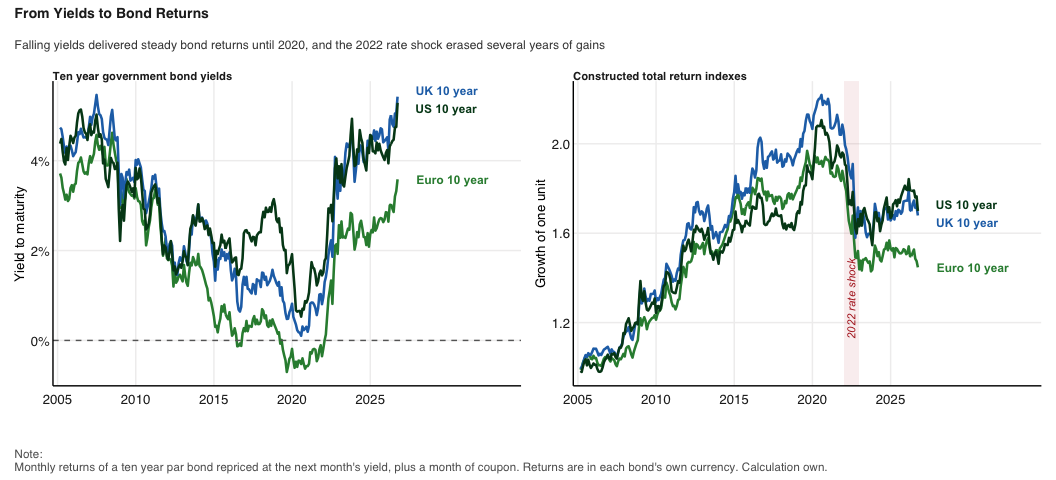 From Yields to Bond Returns
Falling yields delivered steady bond returns until 2020, and the 2022 rate shock erased several years of gains
Ten year government bond yields
UK 10 year
US 10 year
Euro 10 year
Yield to maturity
4%
2%
0%
2005 2010 2015 2020 2025
Constructed total return indexes
US 10 year
UK 10 year
Euro 10 year
2022 rate shock
Growth of one unit
2.0
1.6
1.2
2005 2010 2015 2020 2025
Note:
Monthly returns of a ten year par bond repriced at the next month's yield, plus a month of coupon. Returns are in each bond's own currency. Calculation own.